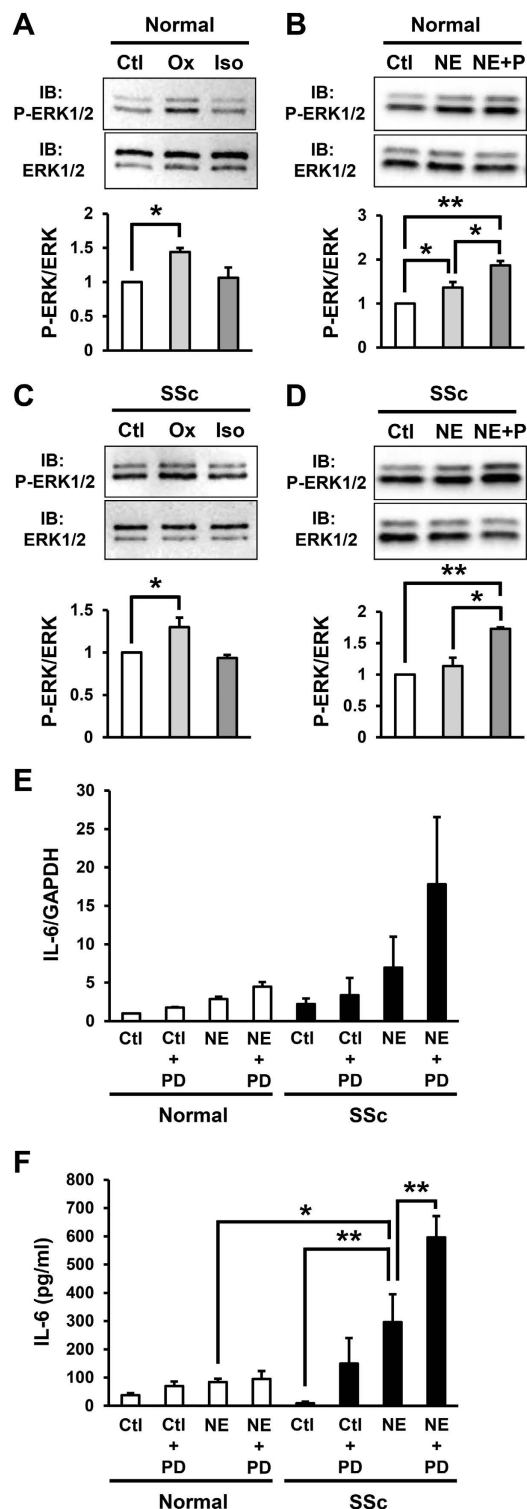 A
Normal
Ctl Ox Iso
IB:
P-ERK1/2
IB:
ERK1/2
P-ERK/ERK
2
1.5
1
0.5
0
*
B
Normal
Ctl NE NE+P
IB:
P-ERK1/2
IB:
ERK1/2
P-ERK/ERK
3
2
1
0
**
*
*
C
SSc
Ctl Ox Iso
IB:
P-ERK1/2
IB:
ERK1/2
P-ERK/ERK
1.5
1
0.5
0
*
D
SSc
Ctl NE NE+P
IB:
P-ERK1/2
IB:
ERK1/2
P-ERK/ERK
2
1.5
1
0.5
0
**
*
E
IL-6/GAPDH
30
25
20
15
10
5
0
Ctl Ctl + PD NE NE + PD Ctl Ctl + PD NE NE + PD
Normal SSc
F
IL-6 (pg/ml)
800
700
600
500
400
300
200
100
0
*
**
**
Ctl Ctl + PD NE NE + PD Ctl Ctl + PD NE NE + PD
Normal SSc